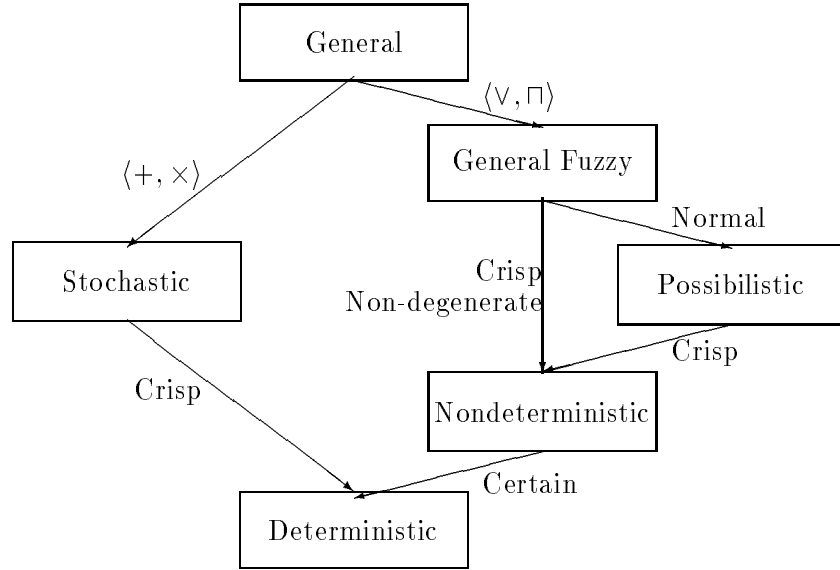 General
⟨∨, ⊓⟩
General Fuzzy
⟨+, ×⟩
Normal
Stochastic
Crisp
Non-degenerate
Possibilistic
Crisp
Crisp
Nondeterministic
Certain
Deterministic